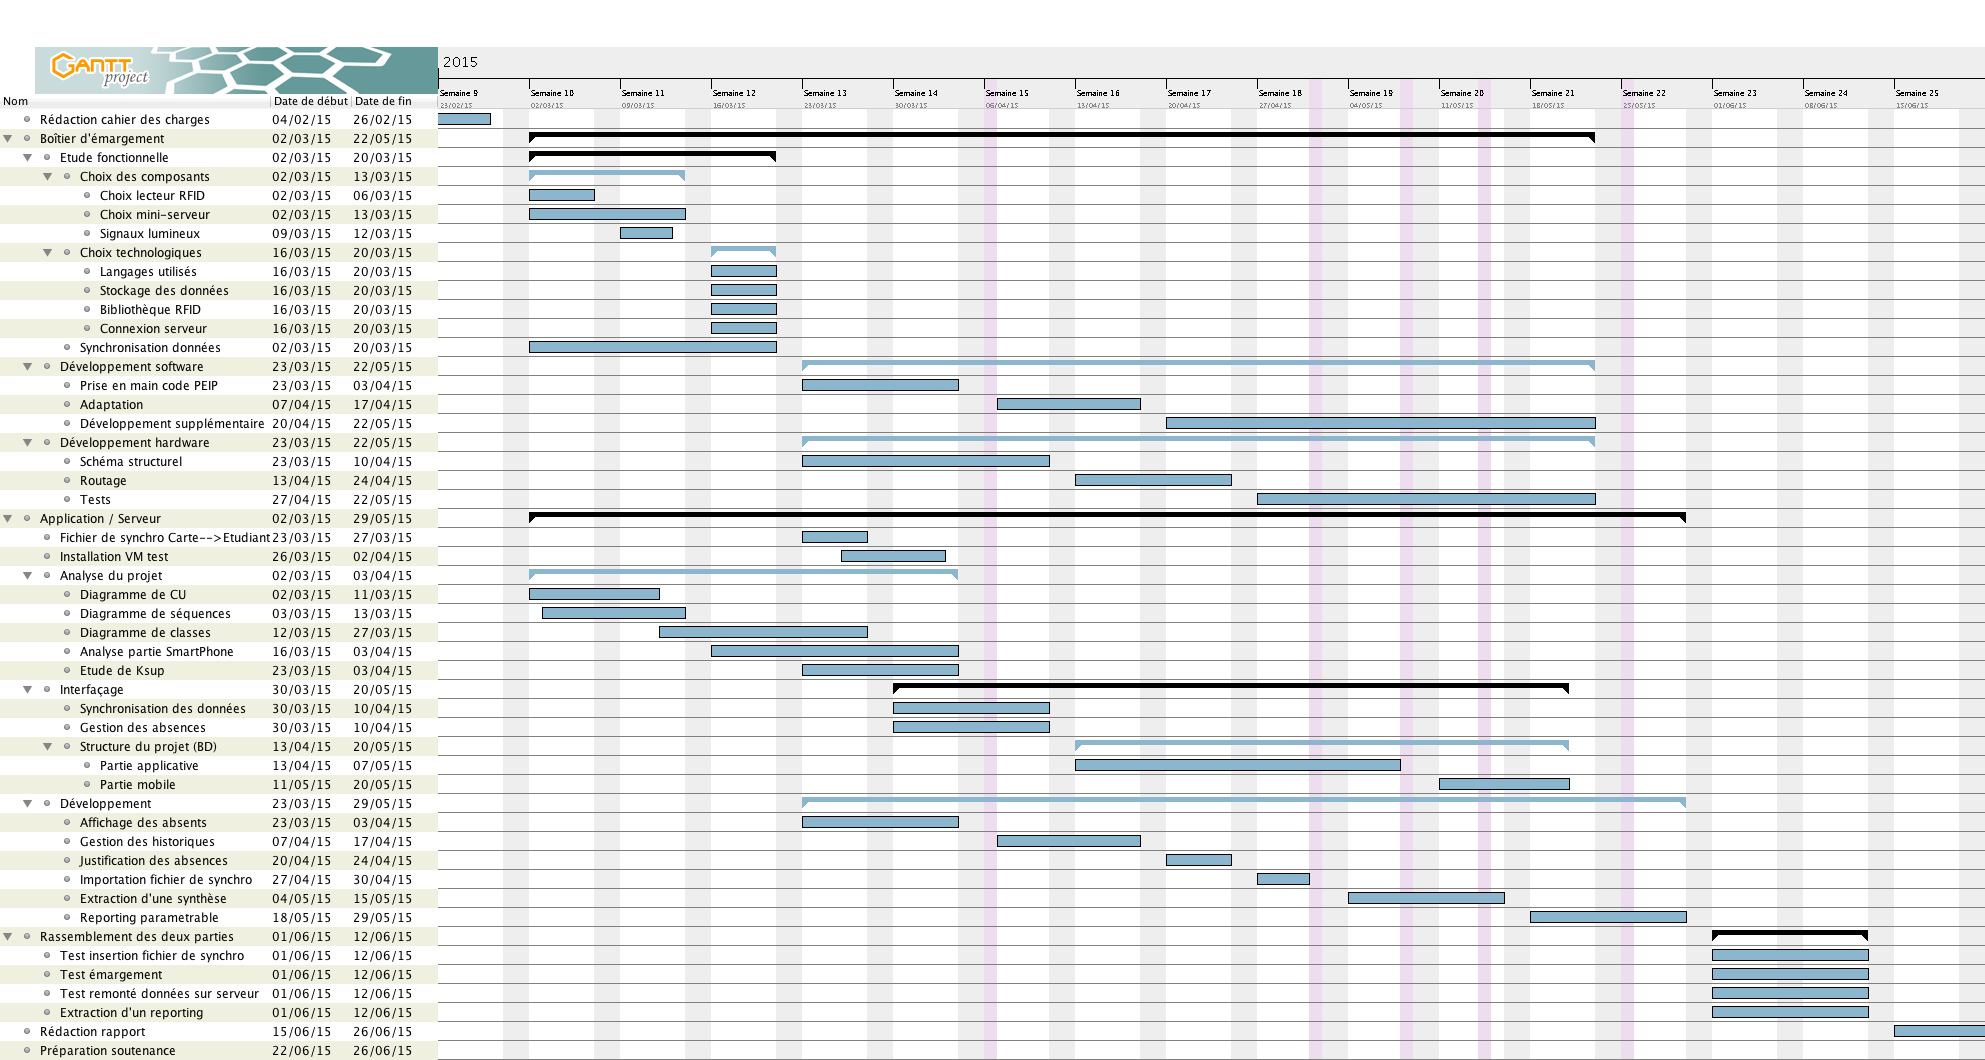 GANTT
project
2015
Semaine 9 Semaine 10 Semaine 11 Semaine 12 Semaine 13 Semaine 14 Semaine 15 Semaine 16 Semaine 17 Semaine 18 Semaine 19 Semaine 20 Semaine 21 Semaine 22 Semaine 23 Semaine 24 Semaine 25
Nom Date de début Date de fin 23/02/15 02/03/15 09/03/15 16/03/15 23/03/15 30/03/15 06/04/15 13/04/15 20/04/15 27/04/15 04/05/15 11/05/15 18/05/15 25/05/15 01/06/15 08/06/15 15/06/15
Rédaction cahier des charges 04/02/15 26/02/15
Boîtier d'émargement 02/03/15 22/05/15
Etude fonctionnelle 02/03/15 20/03/15
Choix des composants 02/03/15 13/03/15
Choix lecteur RFID 02/03/15 06/03/15
Choix mini-serveur 02/03/15 13/03/15
Signaux lumineux 09/03/15 12/03/15
Choix technologiques 16/03/15 20/03/15
Langages utilisés 16/03/15 20/03/15
Stockage des données 16/03/15 20/03/15
Bibliothèque RFID 16/03/15 20/03/15
Connexion serveur 16/03/15 20/03/15
Synchronisation données 02/03/15 20/03/15
Développement software 23/03/15 22/05/15
Prise en main code PEIP 23/03/15 03/04/15
Adaptation 07/04/15 17/04/15
Développement supplémentaire 20/04/15 22/05/15
Développement hardware 23/03/15 22/05/15
Schéma structurel 23/03/15 10/04/15
Routage 13/04/15 24/04/15
Tests 27/04/15 22/05/15
Application / Serveur 02/03/15 29/05/15
Fichier de synchro Carte-->Etudiant 23/03/15 27/03/15
Installation VM test 26/03/15 02/04/15
Analyse du projet 02/03/15 03/04/15
Diagramme de CU 02/03/15 11/03/15
Diagramme de séquences 03/03/15 13/03/15
Diagramme de classes 12/03/15 27/03/15
Analyse partie SmartPhone 16/03/15 03/04/15
Etude de Ksup 23/03/15 03/04/15
Interfaçage 30/03/15 20/05/15
Synchronisation des données 30/03/15 10/04/15
Gestion des absences 30/03/15 10/04/15
Structure du projet (BD) 13/04/15 20/05/15
Partie applicative 13/04/15 07/05/15
Partie mobile 11/05/15 20/05/15
Développement 23/03/15 29/05/15
Affichage des absents 23/03/15 03/04/15
Gestion des historiques 07/04/15 17/04/15
Justification des absences 20/04/15 24/04/15
Importation fichier de synchro 27/04/15 30/04/15
Extraction d'une synthèse 04/05/15 15/05/15
Reporting parametrable 18/05/15 29/05/15
Rassemblement des deux parties 01/06/15 12/06/15
Test insertion fichier de synchro 01/06/15 12/06/15
Test émargement 01/06/15 12/06/15
Test remonté données sur serveur 01/06/15 12/06/15
Extraction d'un reporting 01/06/15 12/06/15
Rédaction rapport 15/06/15 26/06/15
Préparation soutenance 22/06/15 26/06/15